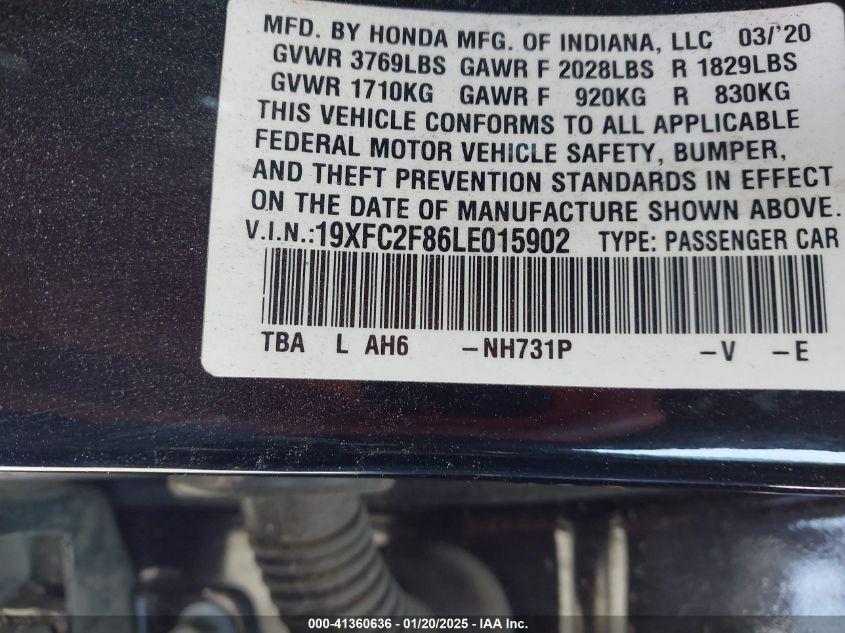 MFD. BY HONDA MFG. OF INDIANA, LLC 03/'20
GVWR 3769LBS GAWR F 2028LBS R 1829LBS
GVWR 1710KG GAWR F 920KG R 830KG
THIS VEHICLE CONFORMS TO ALL APPLICABLE
FEDERAL MOTOR VEHICLE SAFETY, BUMPER,
AND THEFT PREVENTION STANDARDS IN EFFECT
ON THE DATE OF MANUFACTURE SHOWN ABOVE.
V.I.N.:19XFC2F86LE015902 TYPE: PASSENGER CAR
TBA L AH6 -NH731P -V -E
000-41360636 - 01/20/2025 - IAA Inc.